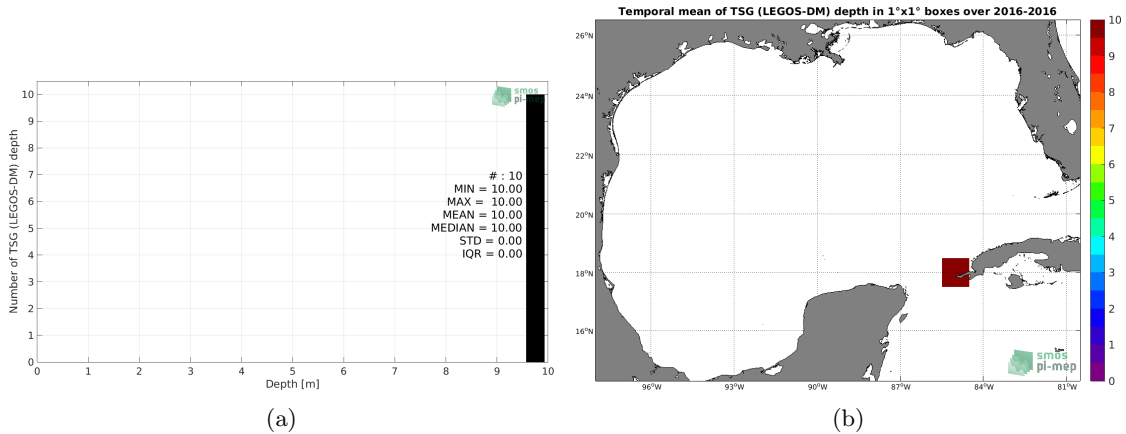 Number of TSG (LEGOS-DM) depth
10
9
8
7
6
5
4
3
2
1
0
smos
pi-mep
# : 10
MIN = 10.00
MAX = 10.00
MEAN = 10.00
MEDIAN = 10.00
STD = 0.00
IQR = 0.00
0 1 2 3 4 5 6 7 8 9 10
Depth [m]
(a)
Temporal mean of TSG (LEGOS-DM) depth in 1°x1° boxes over 2016-2016
26°N
24°N
22°N
20°N
18°N
16°N
96°W 93°W 90°W 87°W 84°W 81°W
smos
pi-mep
10
9
8
7
6
5
4
3
2
1
0
(b)